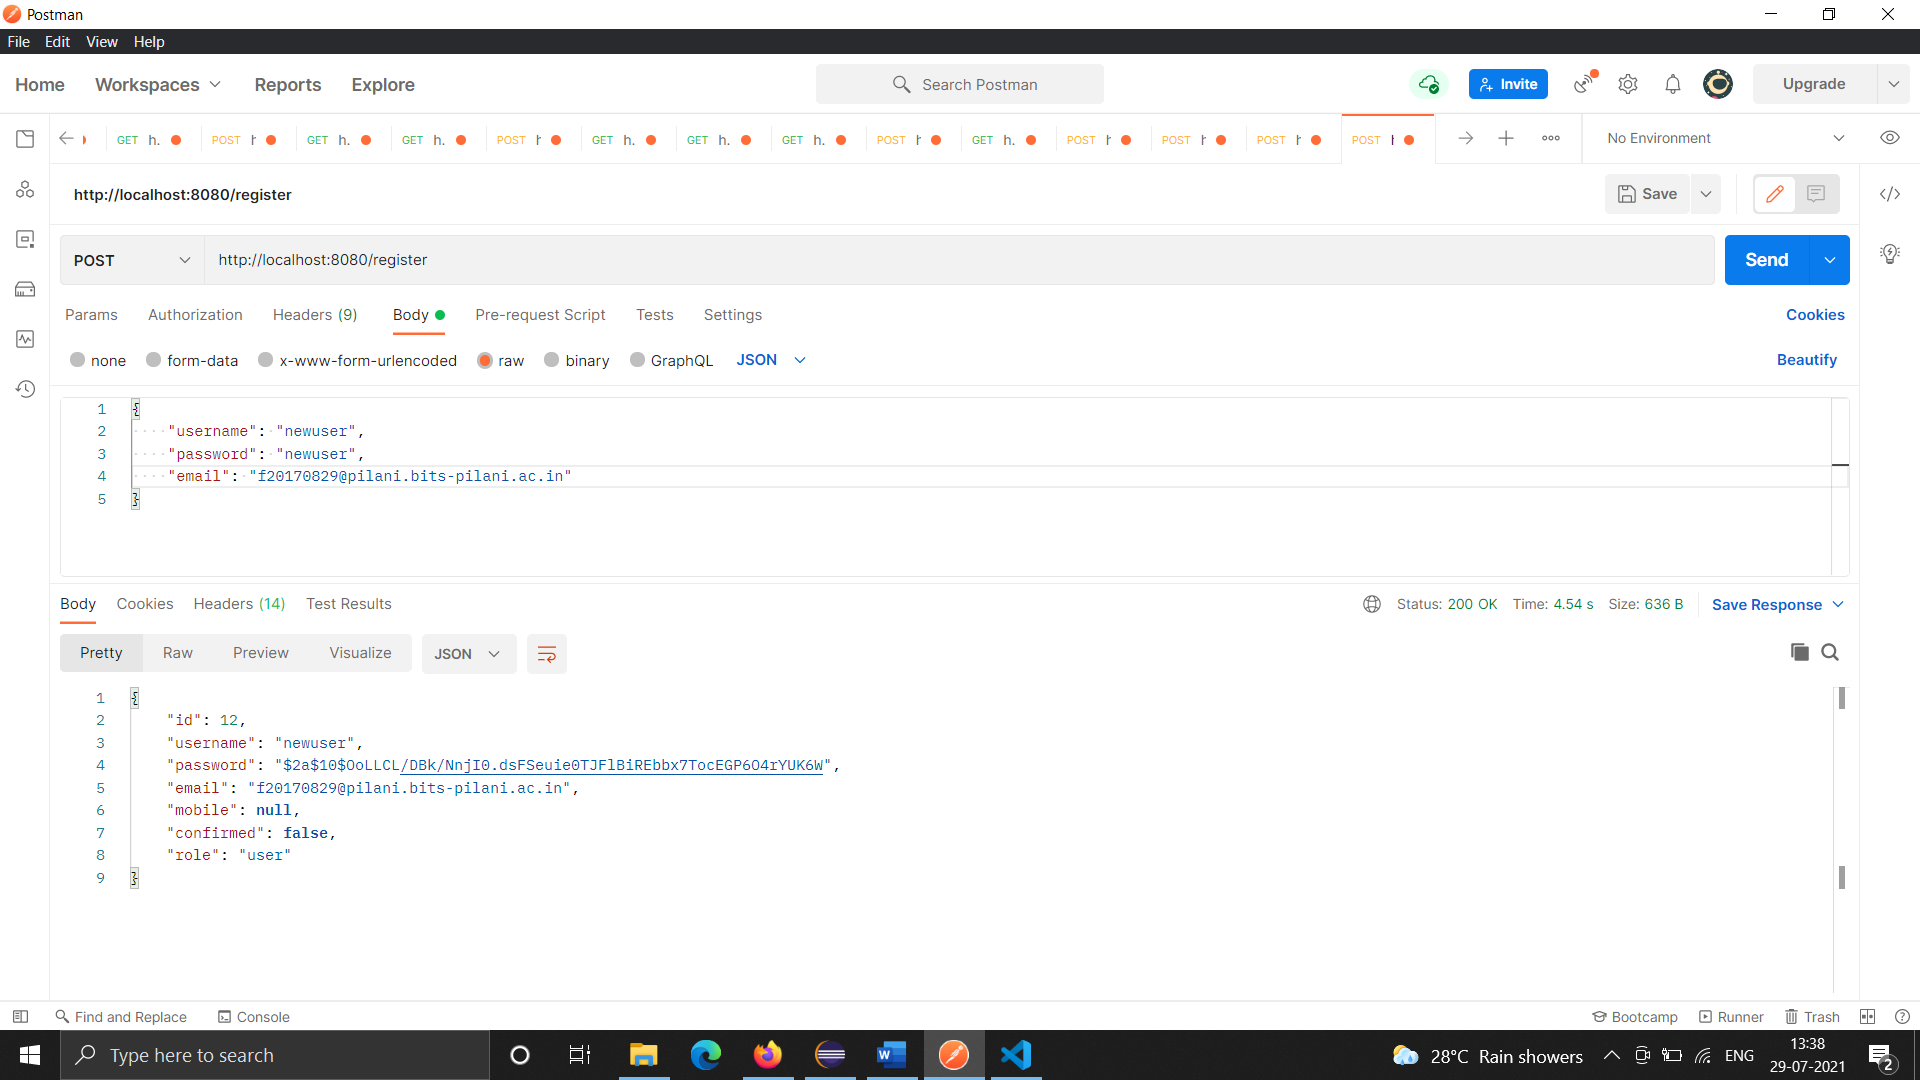 Postman
File Edit View Help
Home Workspaces Reports Explore Search Postman Invite Upgrade
GET h. POST h GET h. GET h. POST h GET h. GET h. GET h. POST h GET h. POST h POST h POST h POST h No Environment
http://localhost:8080/register Save
POST http://localhost:8080/register Send
Params Authorization Headers (9) Body Pre-request Script Tests Settings Cookies
none form-data x-www-form-urlencoded raw binary GraphQL JSON Beautify
1 {
2 "username": "newuser",
3 "password": "newuser",
4 "email": "f20170829@pilani.bits-pilani.ac.in"
5 }
Body Cookies Headers (14) Test Results Status: 200 OK Time: 4.54 s Size: 636 B Save Response
Pretty Raw Preview Visualize JSON
1 {
2 "id": 12,
3 "username": "newuser",
4 "password": "$2a$10$OoLLCL/DBk/NnjI0.dsFSeuie0TJFlBiREbbx7TocEGP6O4rYUK6W",
5 "email": "f20170829@pilani.bits-pilani.ac.in",
6 "mobile": null,
7 "confirmed": false,
8 "role": "user"
9 }
Find and Replace Console Bootcamp Runner Trash
Type here to search 28°C Rain showers ENG 13:38
29-07-2021 2